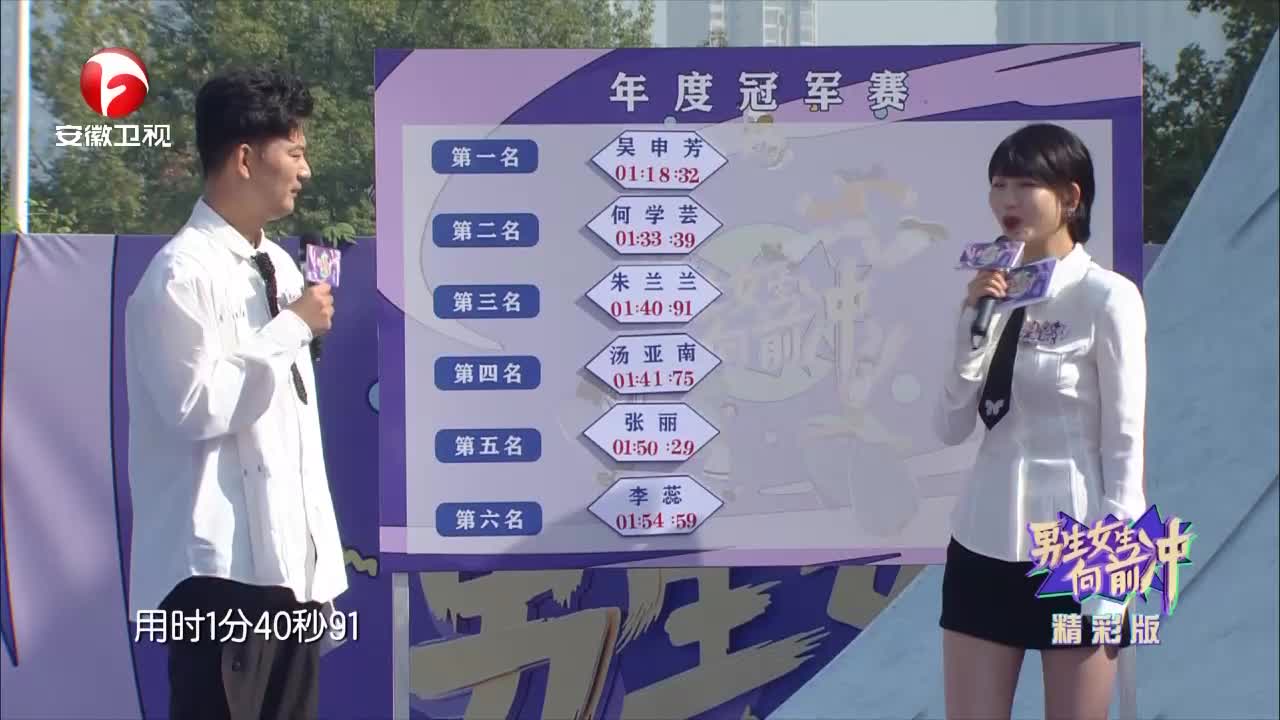 安徽卫视
年度冠军赛
第一名
吴申芳
01:18:32
第二名
何学芸
01:33:39
第三名
朱兰兰
01:40:91
第四名
汤亚南
01:41:75
第五名
张丽
01:50:29
第六名
李蕊
01:54:59
用时1分40秒91
男生女生
向前冲
精彩版